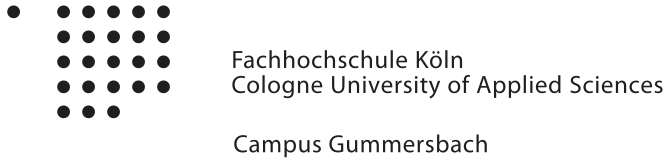 Fachhochschule Köln
Cologne University of Applied Sciences
Campus Gummersbach